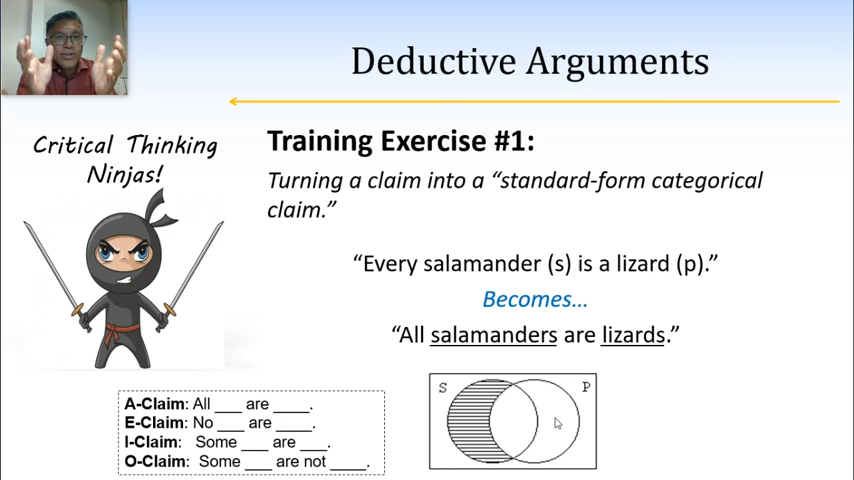 Deductive Arguments
Critical Thinking
Ninjas!
Training Exercise #1:
Turning a claim into a “standard-form categorical
claim.”
“Every salamander (s) is a lizard (p).”
Becomes...
“All salamanders are lizards.”
A-Claim: All ___ are ____.
E-Claim: No ___ are ____.
I-Claim: Some ___ are ___.
O-Claim: Some ___ are not ____.
S P